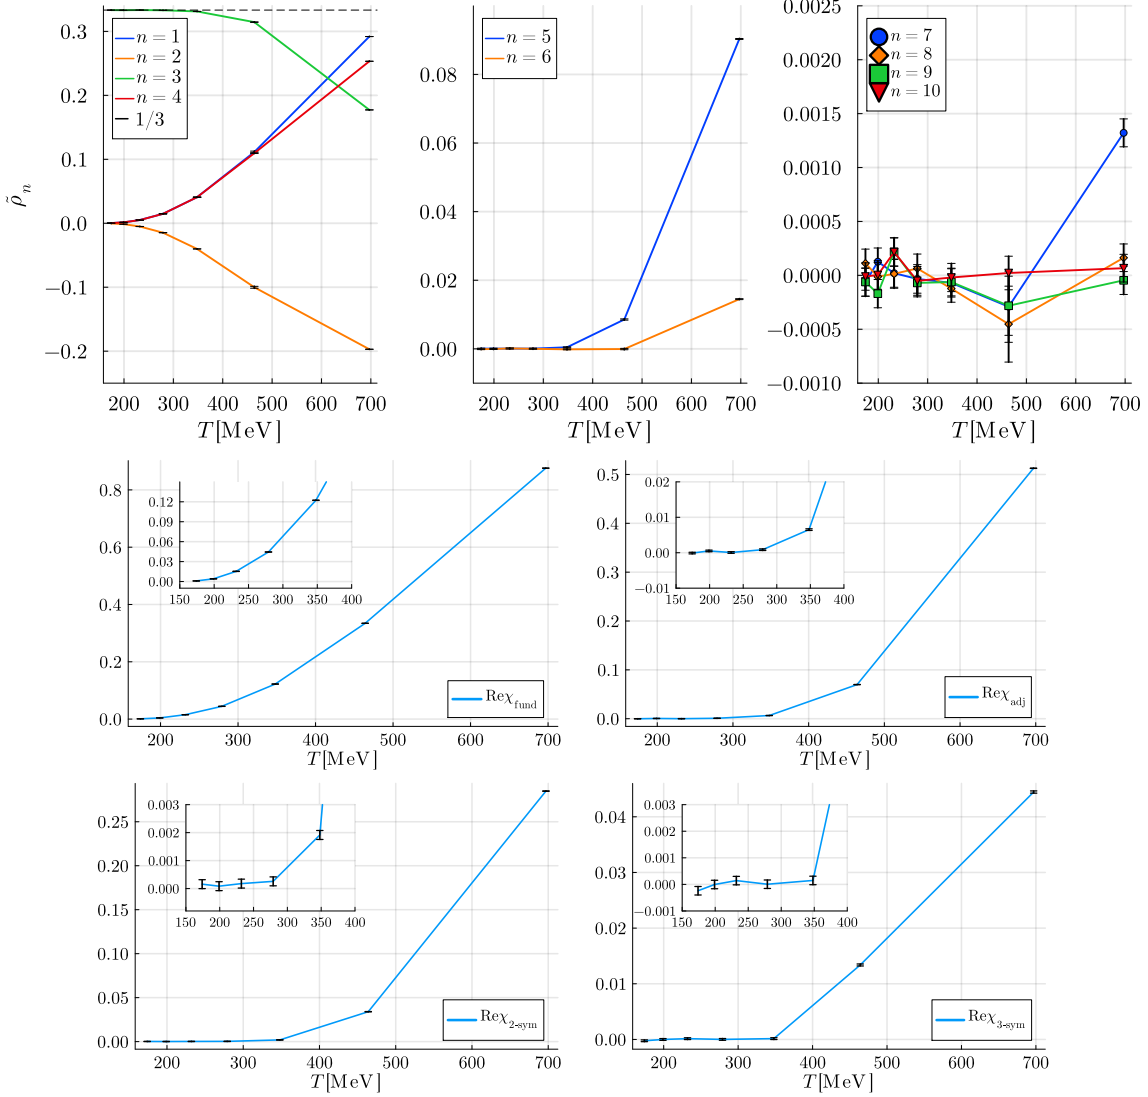 ρ̃ₙ
0.3
0.2
0.1
0.0
−0.1
−0.2
n = 1
n = 2
n = 3
n = 4
1/3
200 300 400 500 600 700
T[MeV]
0.08
0.06
0.04
0.02
0.00
n = 5
n = 6
200 300 400 500 600 700
T[MeV]
0.0025
0.0020
0.0015
0.0010
0.0005
0.0000
−0.0005
−0.0010
n = 7
n = 8
n = 9
n = 10
200 300 400 500 600 700
T[MeV]
0.8
0.6
0.4
0.2
0.0
0.12
0.09
0.06
0.03
0.00
150 200 250 300 350 400
Reχ_fund
200 300 400 500 600 700
T[MeV]
0.5
0.4
0.3
0.2
0.1
0.0
0.02
0.01
0.00
−0.01
150 200 250 300 350 400
Reχ_adj
200 300 400 500 600 700
T[MeV]
0.25
0.20
0.15
0.10
0.05
0.00
0.003
0.002
0.001
0.000
150 200 250 300 350 400
Reχ_2-sym
200 300 400 500 600 700
T[MeV]
0.04
0.03
0.02
0.01
0.00
0.003
0.002
0.001
0.000
−0.001
150 200 250 300 350 400
Reχ_3-sym
200 300 400 500 600 700
T[MeV]